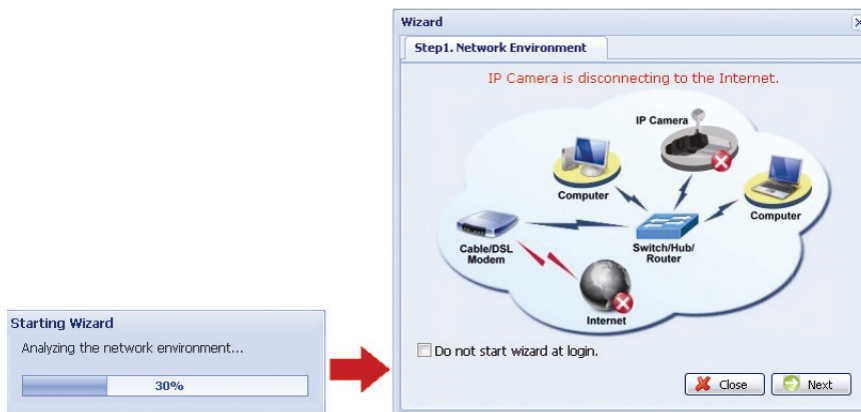 Starting Wizard
Analyzing the network environment...
30%
Wizard
Step1. Network Environment
IP Camera is disconnecting to the Internet.
IP Camera
Computer
Computer
Cable/DSL
Modem
Switch/Hub/
Router
Internet
Do not start wizard at login.
Close
Next